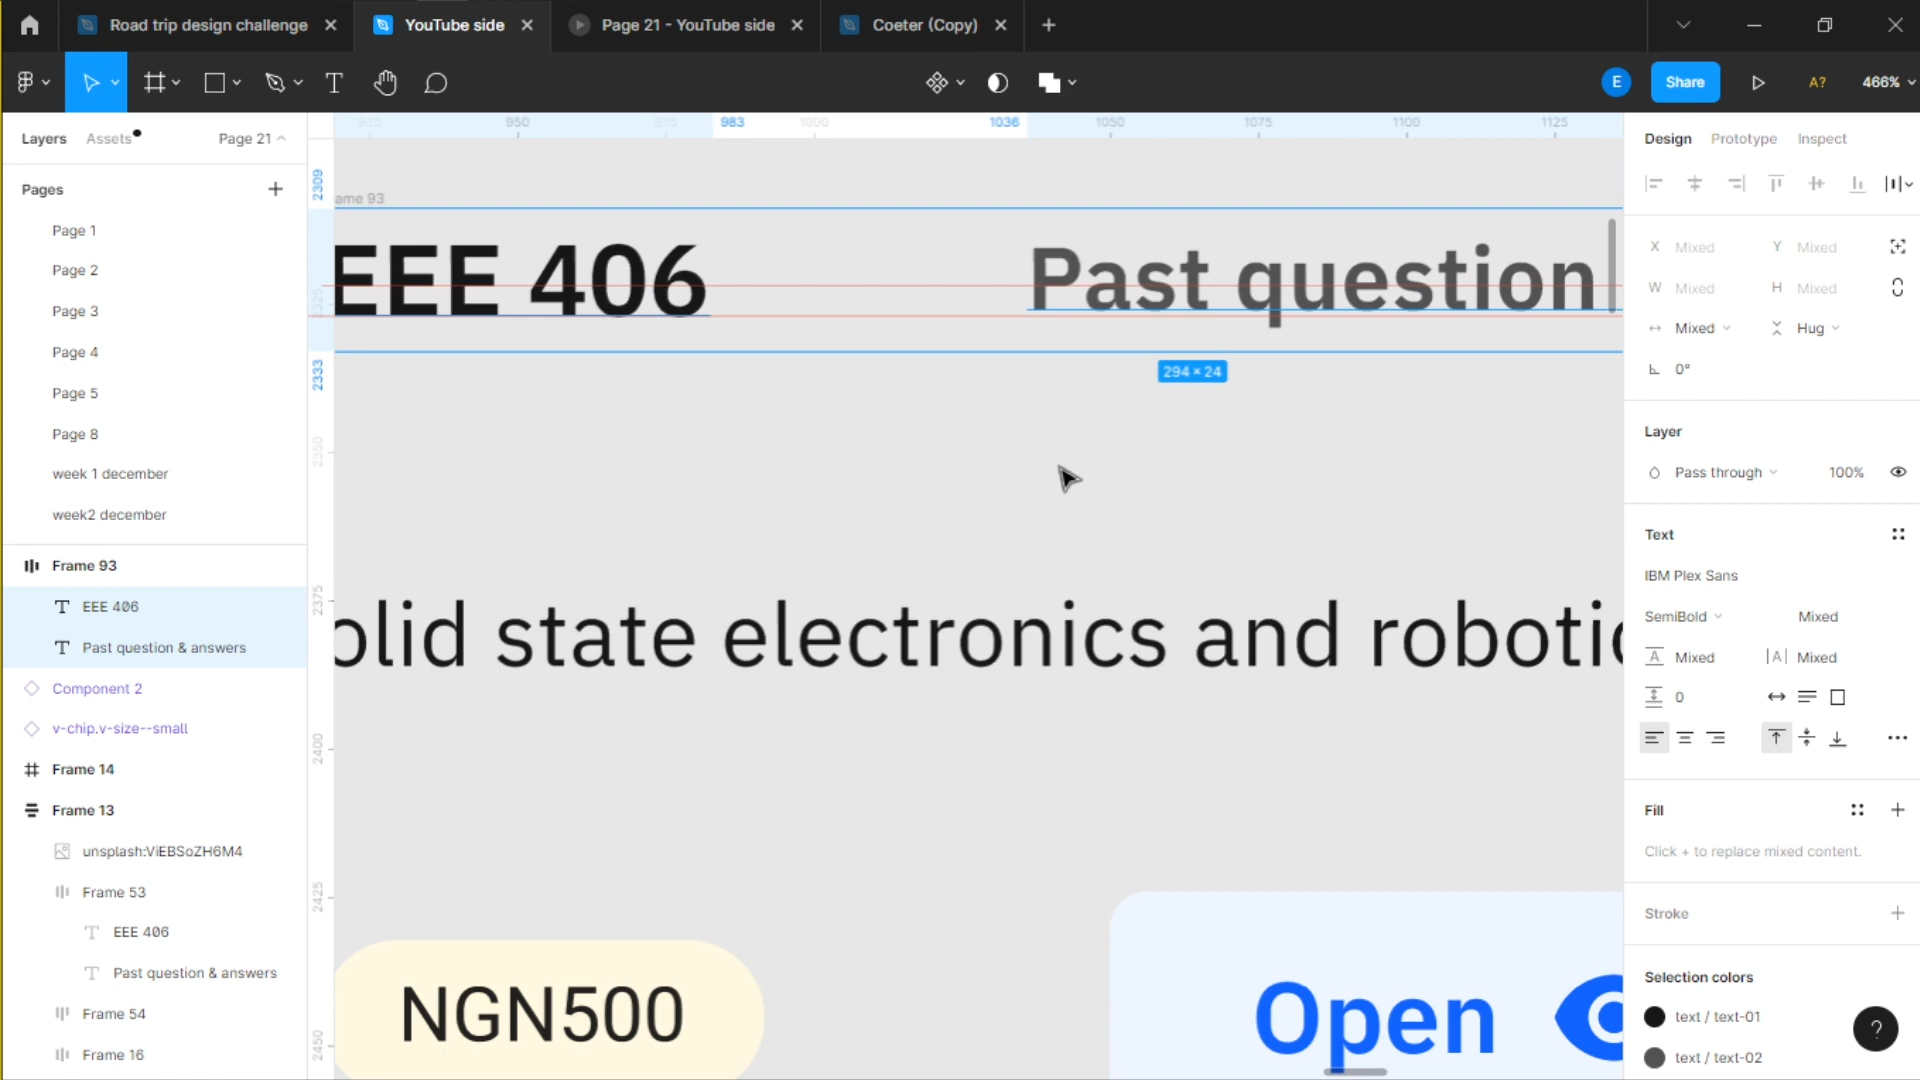 Road trip design challenge
YouTube side
Page 21 - YouTube side
Coeter (Copy)
E
Share
A?
466%
Layers
Assets
Page 21
Pages
Page 1
Page 2
Page 3
Page 4
Page 5
Page 8
week 1 december
week2 december
Frame 93
EEE 406
Past question & answers
Component 2
v-chip.v-size--small
Frame 14
Frame 13
unsplash:ViEBSoZH6M4
Frame 53
EEE 406
Past question & answers
Frame 54
Frame 16
925
950
975
983
1000
1036
1050
1075
1100
1125
2309
2325
2333
2350
2375
2400
2425
2450
ame 93
EEE 406
Past question
294 × 24
olid state electronics and robotic
NGN500
Open
Design
Prototype
Inspect
X Mixed
Y Mixed
W Mixed
H Mixed
Mixed
Hug
0°
Layer
Pass through
100%
Text
IBM Plex Sans
SemiBold
Mixed
A Mixed
|A| Mixed
0
Fill
Click + to replace mixed content.
Stroke
Selection colors
text / text-01
text / text-02
?